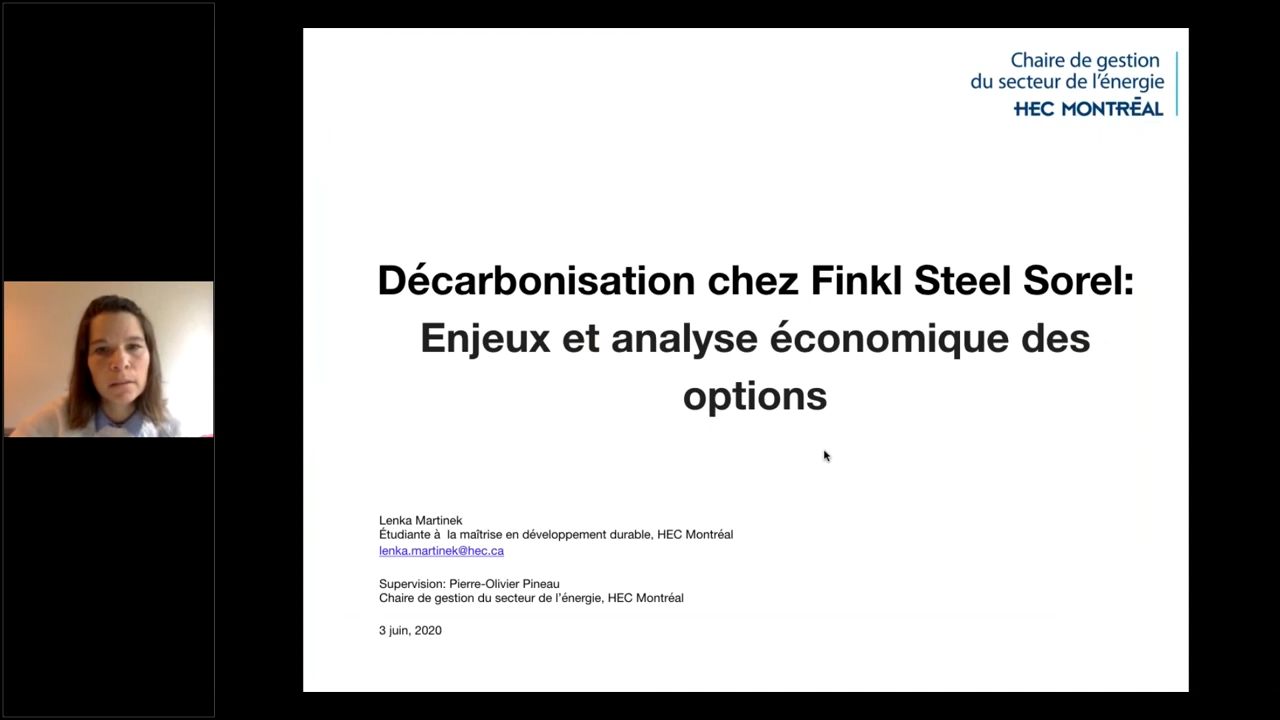 Chaire de gestion
du secteur de l'énergie
HEC MONTRÉAL
Décarbonisation chez Finkl Steel Sorel:
Enjeux et analyse économique des
options
Lenka Martinek
Étudiante à  la maîtrise en développement durable, HEC Montréal
lenka.martinek@hec.ca
Supervision: Pierre-Olivier Pineau
Chaire de gestion du secteur de l'énergie, HEC Montréal
3 juin, 2020